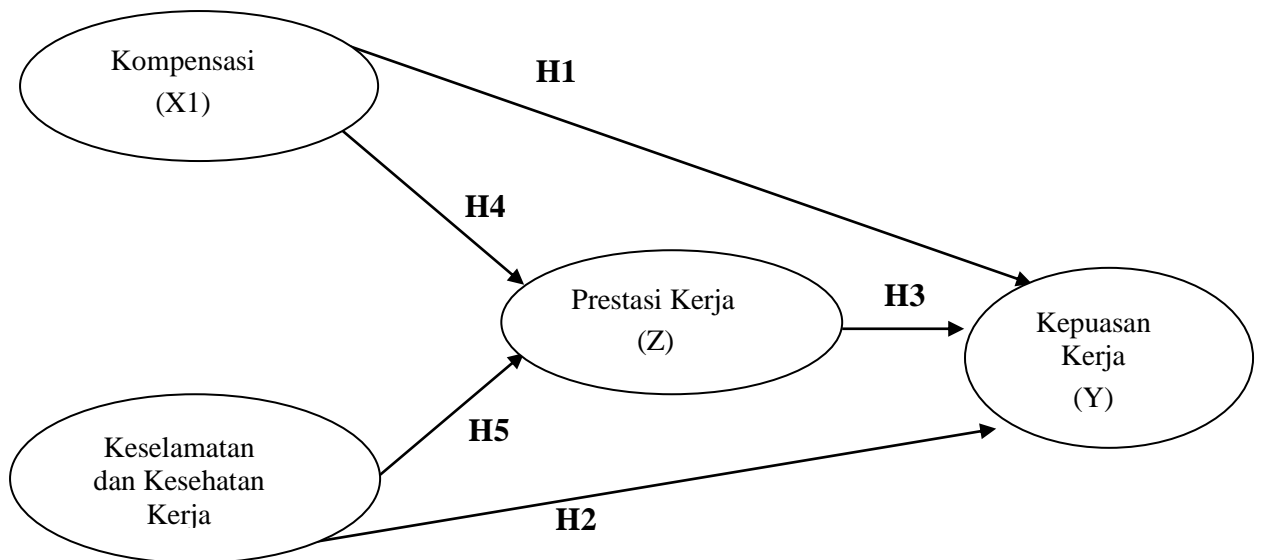 Kompensasi
(X1)
H1
H4
Prestasi Kerja
(Z)
H3
Kepuasan
Kerja
(Y)
H5
Keselamatan
dan Kesehatan
Kerja
H2